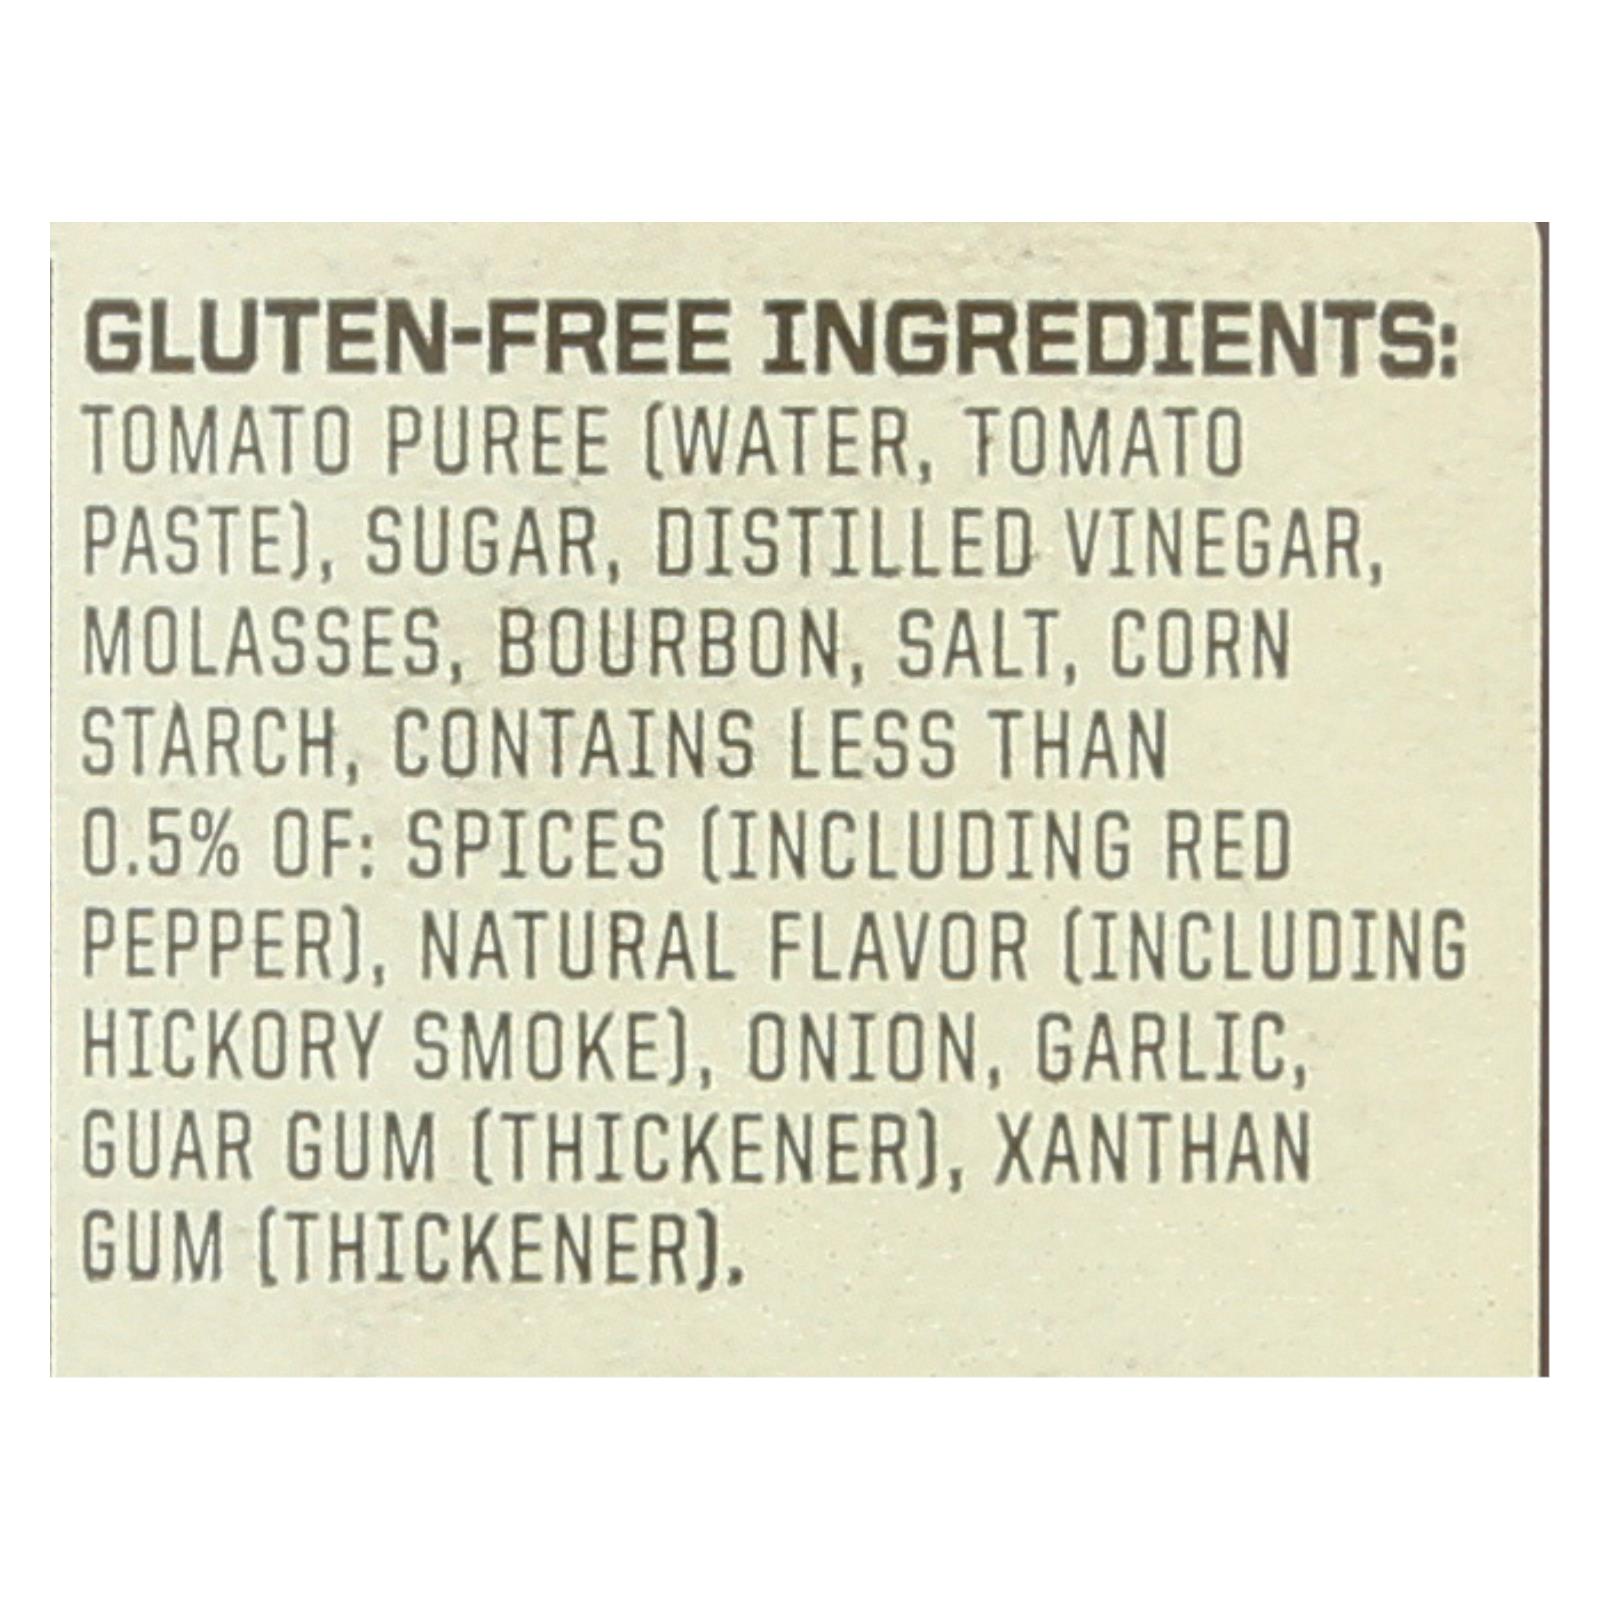 GLUTEN-FREE INGREDIENTS:
TOMATO PUREE (WATER, TOMATO
PASTE), SUGAR, DISTILLED VINEGAR,
MOLASSES, BOURBON, SALT, CORN
STARCH, CONTAINS LESS THAN
0.5% OF: SPICES (INCLUDING RED
PEPPER), NATURAL FLAVOR (INCLUDING
HICKORY SMOKE), ONION, GARLIC,
GUAR GUM (THICKENER), XANTHAN
GUM (THICKENER).